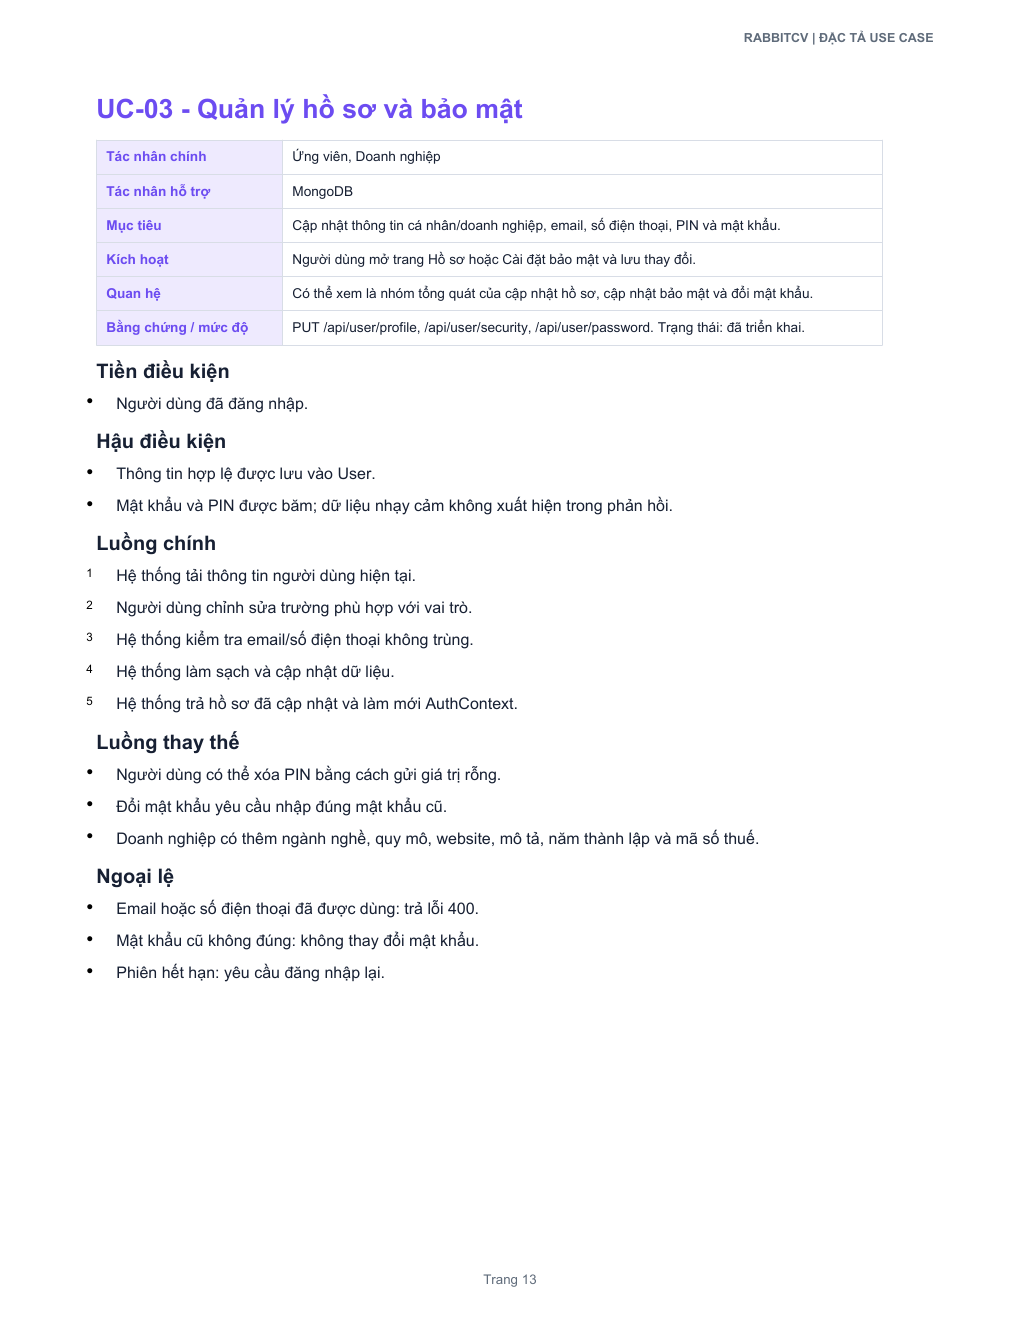 RABBITCV | ĐẶC TẢ USE CASE
UC-03 - Quản lý hồ sơ và bảo mật
Tác nhân chính Ứng viên, Doanh nghiệp
Tác nhân hỗ trợ MongoDB
Mục tiêu Cập nhật thông tin cá nhân/doanh nghiệp, email, số điện thoại, PIN và mật khẩu.
Kích hoạt Người dùng mở trang Hồ sơ hoặc Cài đặt bảo mật và lưu thay đổi.
Quan hệ Có thể xem là nhóm tổng quát của cập nhật hồ sơ, cập nhật bảo mật và đổi mật khẩu.
Bằng chứng / mức độ PUT /api/user/profile, /api/user/security, /api/user/password. Trạng thái: đã triển khai.
Tiền điều kiện
• Người dùng đã đăng nhập.
Hậu điều kiện
• Thông tin hợp lệ được lưu vào User.
• Mật khẩu và PIN được băm; dữ liệu nhạy cảm không xuất hiện trong phản hồi.
Luồng chính
1 Hệ thống tải thông tin người dùng hiện tại.
2 Người dùng chỉnh sửa trường phù hợp với vai trò.
3 Hệ thống kiểm tra email/số điện thoại không trùng.
4 Hệ thống làm sạch và cập nhật dữ liệu.
5 Hệ thống trả hồ sơ đã cập nhật và làm mới AuthContext.
Luồng thay thế
• Người dùng có thể xóa PIN bằng cách gửi giá trị rỗng.
• Đổi mật khẩu yêu cầu nhập đúng mật khẩu cũ.
• Doanh nghiệp có thêm ngành nghề, quy mô, website, mô tả, năm thành lập và mã số thuế.
Ngoại lệ
• Email hoặc số điện thoại đã được dùng: trả lỗi 400.
• Mật khẩu cũ không đúng: không thay đổi mật khẩu.
• Phiên hết hạn: yêu cầu đăng nhập lại.
Trang 13